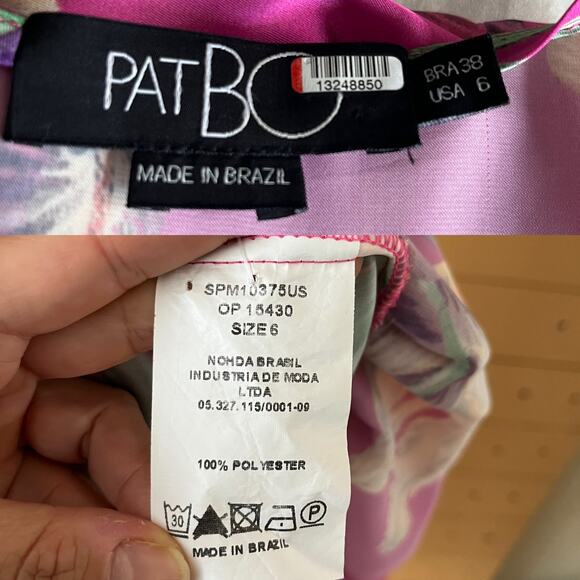 PATBO
13248850
BRA 38
USA 6
MADE IN BRAZIL
SPM10375US
OP 15430
SIZE 6
NOHDA BRASIL
INDUSTRIA DE MODA
LTDA
05.327.115/0001-09
100% POLYESTER
30 P
MADE IN BRAZIL